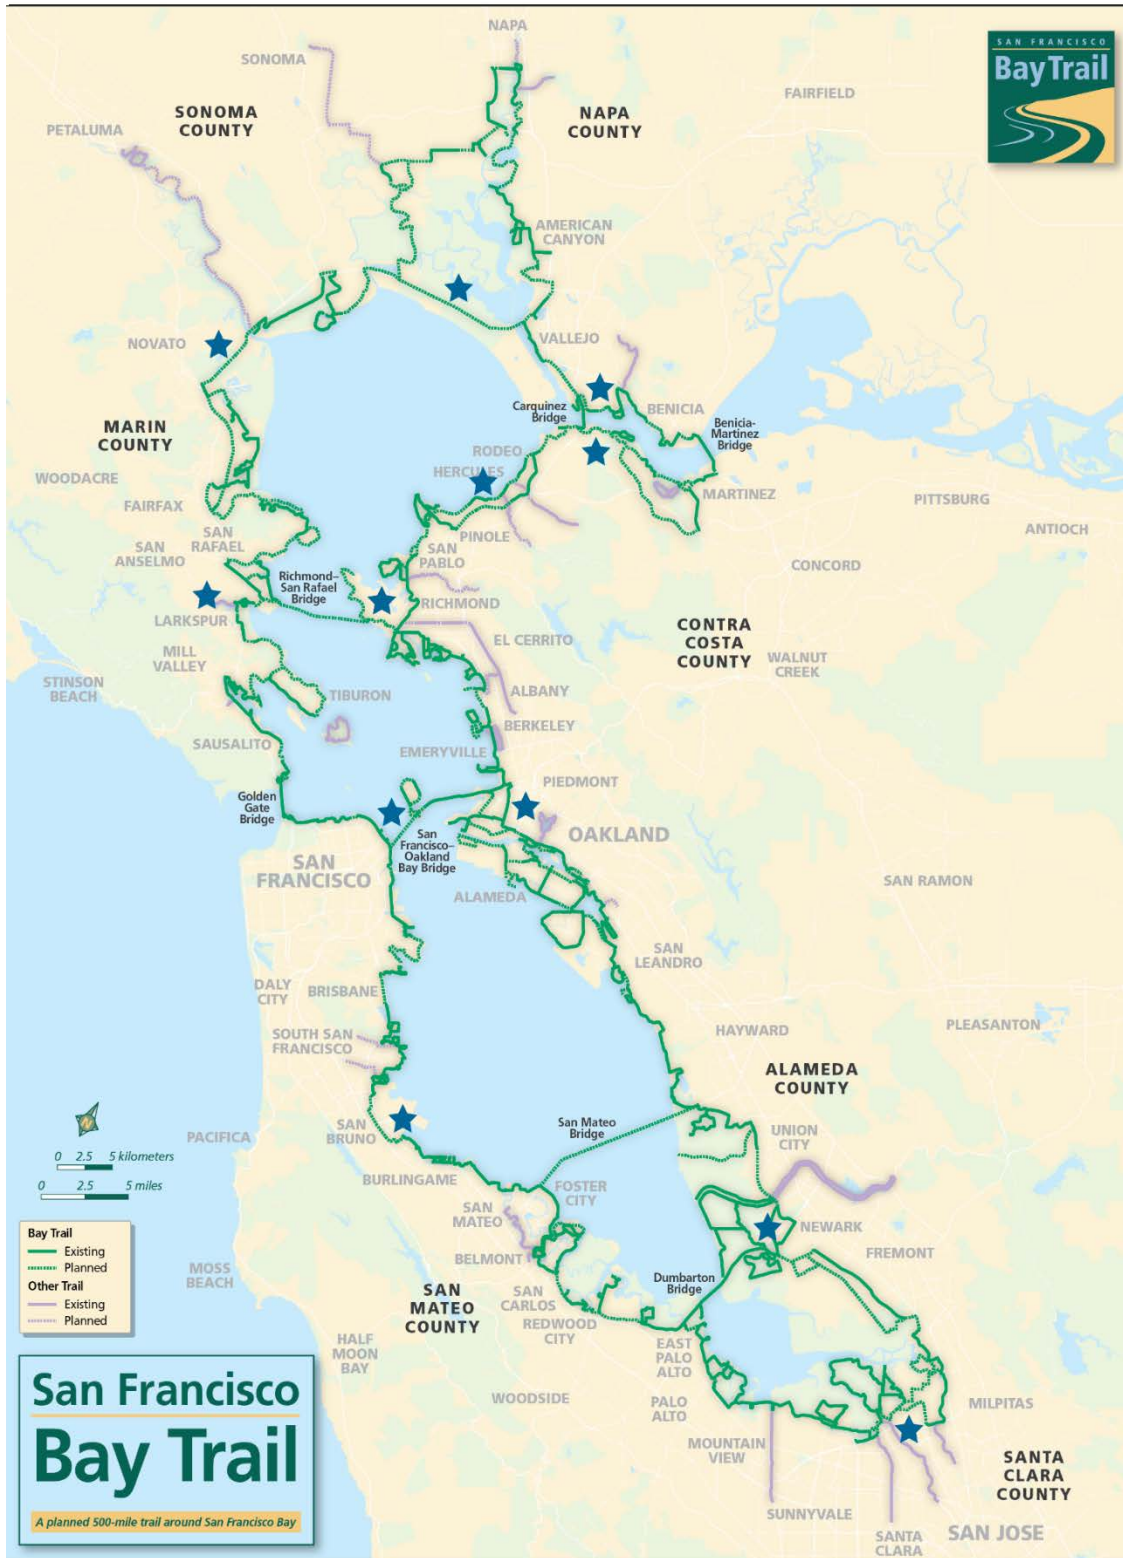 NAPA
SAN FRANCISCO
Bay Trail
SONOMA
FAIRFIELD
SONOMA
COUNTY
NAPA
COUNTY
PETALUMA
AMERICAN
CANYON
NOVATO
VALLEJO
Carquinez
Bridge
BENICIA
Benicia-
Martinez
Bridge
MARIN
COUNTY
RODEO
HERCULES
WOODACRE
MARTINEZ
PITTSBURG
FAIRFAX
ANTIOCH
SAN
RAFAEL
PINOLE
SAN
ANSELMO
SAN
PABLO
CONCORD
Richmond–
San Rafael
Bridge
RICHMOND
LARKSPUR
EL CERRITO
CONTRA
COSTA
COUNTY
MILL
VALLEY
WALNUT
CREEK
STINSON
BEACH
TIBURON
ALBANY
BERKELEY
SAUSALITO
EMERYVILLE
PIEDMONT
Golden
Gate
Bridge
OAKLAND
San
Francisco–
Oakland
Bay Bridge
SAN
FRANCISCO
ALAMEDA
SAN RAMON
SAN
LEANDRO
DALY
CITY
BRISBANE
SOUTH SAN
FRANCISCO
HAYWARD
PLEASANTON
ALAMEDA
COUNTY
N
San Mateo
Bridge
SAN
BRUNO
UNION
CITY
PACIFICA
0 2.5 5 kilometers
0 2.5 5 miles
BURLINGAME
FOSTER
CITY
SAN
MATEO
NEWARK
Bay Trail
Existing
Planned
Other Trail
Existing
Planned
FREMONT
BELMONT
MOSS
BEACH
Dumbarton
Bridge
SAN
MATEO
COUNTY
SAN
CARLOS
REDWOOD
CITY
HALF
MOON
BAY
EAST
PALO
ALTO
WOODSIDE
PALO
ALTO
MILPITAS
MOUNTAIN
VIEW
SANTA
CLARA
COUNTY
SUNNYVALE
SANTA
CLARA
SAN JOSE
San Francisco
Bay Trail
A planned 500-mile trail around San Francisco Bay